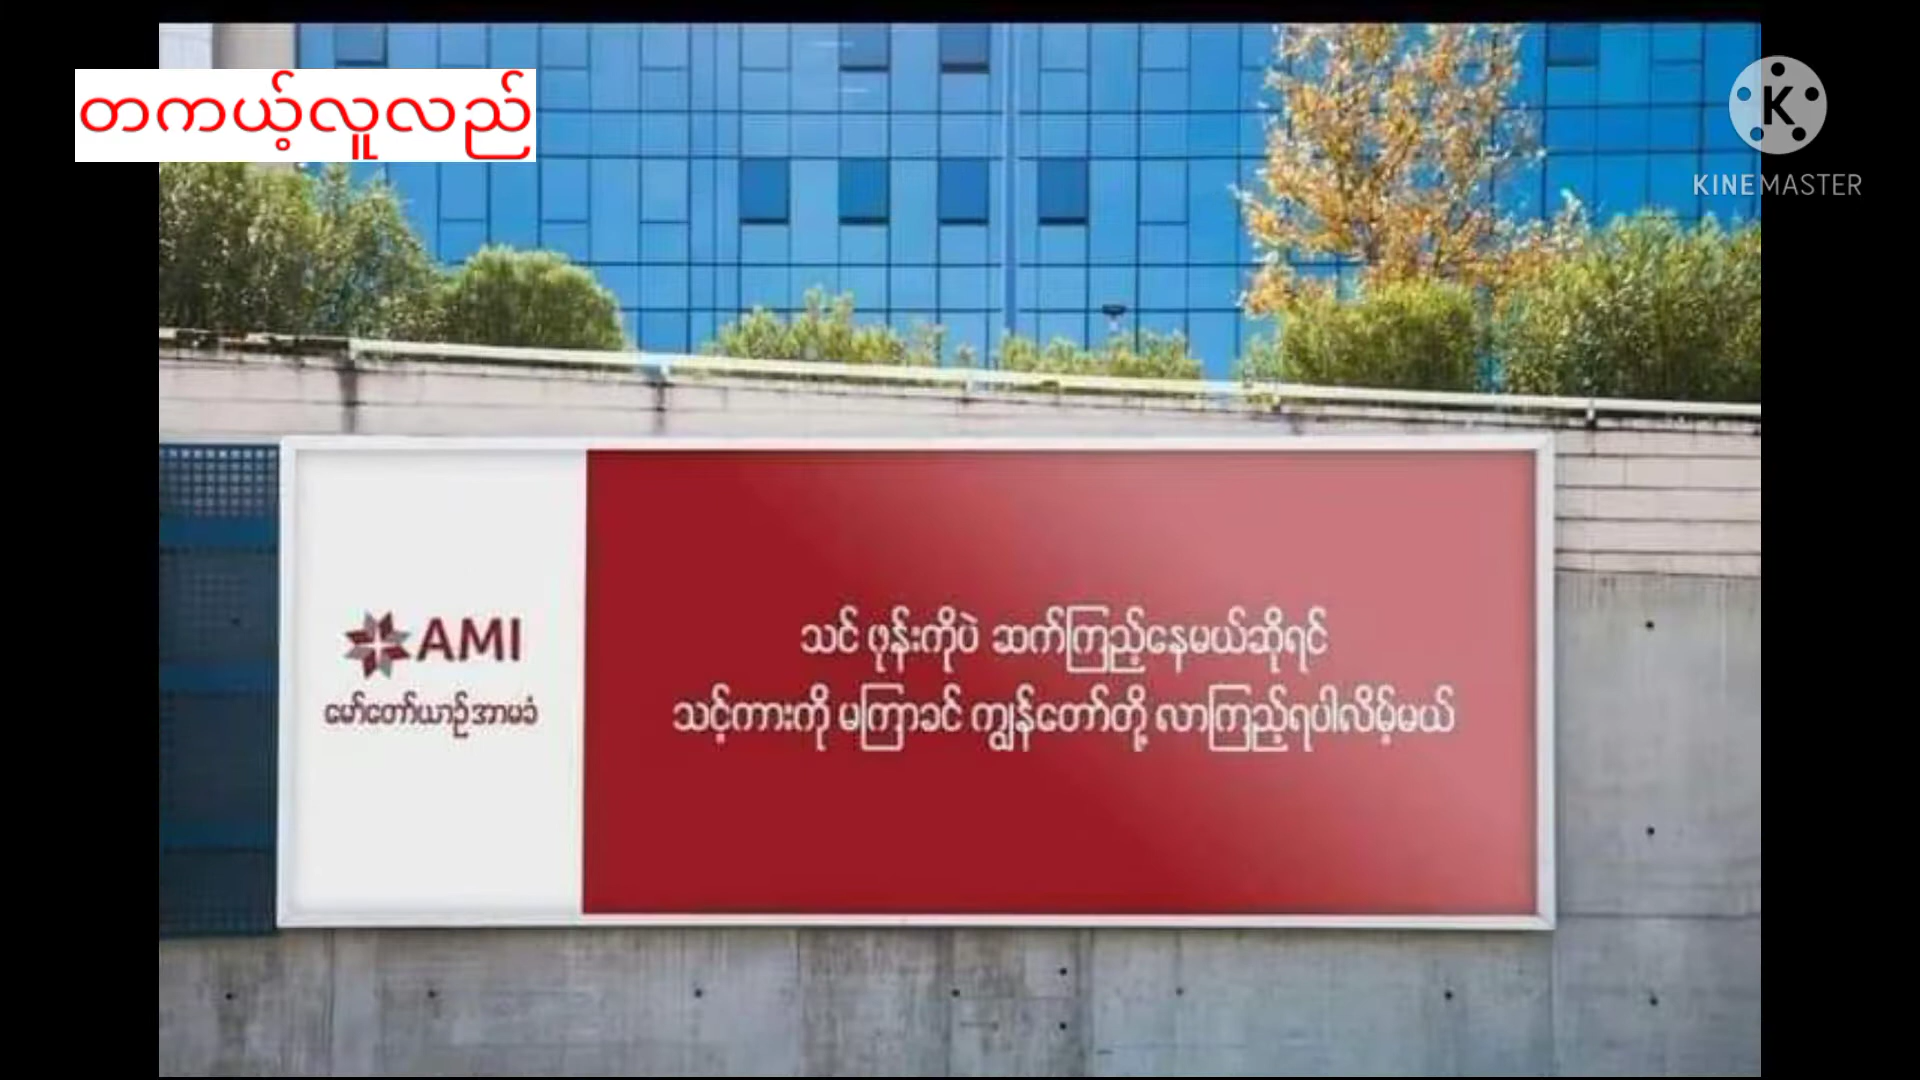 တကယ့်လူလည်
KINEMASTER
AMI
မော်တော်ယာဉ်အာမခံ
သင် ဖုန်းကိုပဲ ဆက်ကြည့်နေမယ်ဆိုရင်
သင့်ကားကို မကြာခင် ကျွန်တော်တို့ လာကြည့်ရပါလိမ့်မယ်